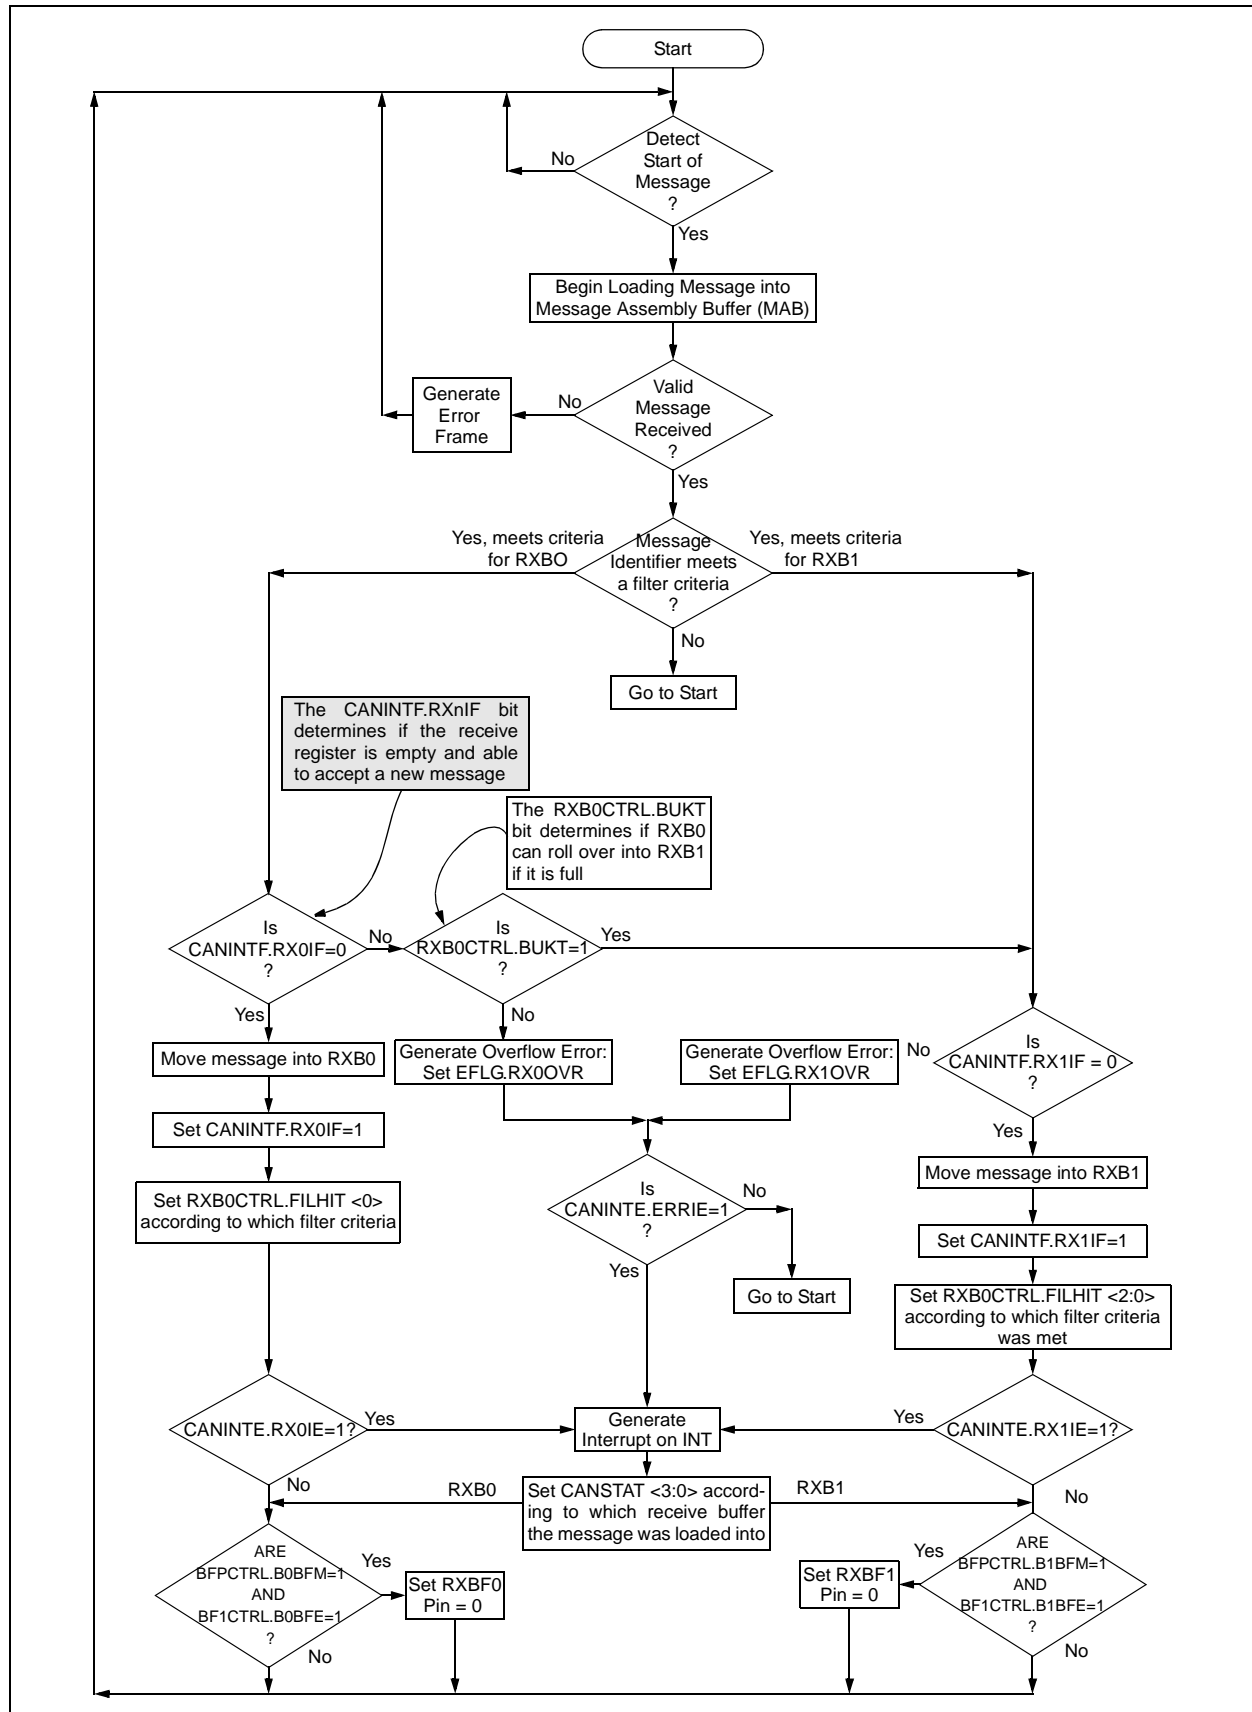 Start
Detect
Start of
Message
?
No
Yes
Begin Loading Message into
Message Assembly Buffer (MAB)
Valid
Message
Received
?
No
Generate
Error
Frame
Yes
Message
Identifier meets
a filter criteria
?
Yes, meets criteria
for RXBO
Yes, meets criteria
for RXB1
No
Go to Start
The CANINTF.RXnIF bit
determines if the receive
register is empty and able
to accept a new message
The RXB0CTRL.BUKT
bit determines if RXB0
can roll over into RXB1
if it is full
Is
CANINTF.RX0IF=0
?
No
Is
RXB0CTRL.BUKT=1
?
Yes
Yes
No
Is
CANINTF.RX1IF = 0
?
No
Yes
Move message into RXB0
Generate Overflow Error:
Set EFLG.RX0OVR
Generate Overflow Error:
Set EFLG.RX1OVR
Set CANINTF.RX0IF=1
Move message into RXB1
Set RXB0CTRL.FILHIT <0>
according to which filter criteria
Is
CANINTE.ERRIE=1
?
No
Yes
Go to Start
Set CANINTF.RX1IF=1
Set RXB0CTRL.FILHIT <2:0>
according to which filter criteria
was met
CANINTE.RX0IE=1?
Yes
Generate
Interrupt on INT
Yes
CANINTE.RX1IE=1?
No
RXB0
Set CANSTAT <3:0> accord-
ing to which receive buffer
the message was loaded into
RXB1
No
ARE
BFPCTRL.B0BFM=1
AND
BF1CTRL.B0BFE=1
?
Yes
Set RXBF0
Pin = 0
No
Set RXBF1
Pin = 0
Yes
ARE
BFPCTRL.B1BFM=1
AND
BF1CTRL.B1BFE=1
?
No